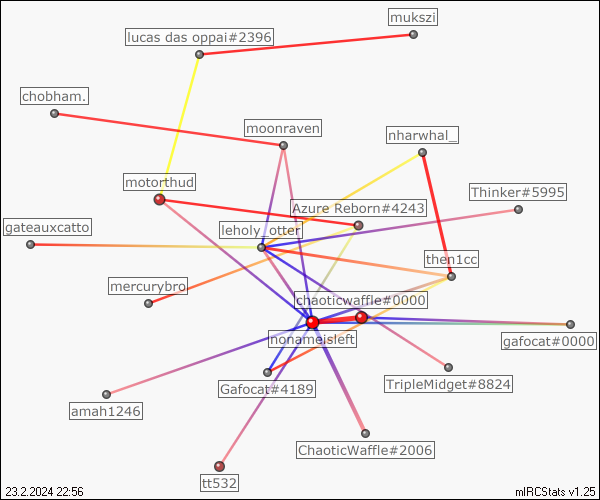 mukszi
lucas das oppai#2396
chobham.
moonraven
nharwhal_
motorthud
Thinker#5995
Azure Reborn#4243
gateauxcatto
leholy_otter
then1cc
mercurybro
chaoticwaffle#0000
nonameisleft
gafocat#0000
Gafocat#4189
TripleMidget#8824
amah1246
ChaoticWaffle#2006
tt532
23.2.2024 22:56
mIRCStats v1.25